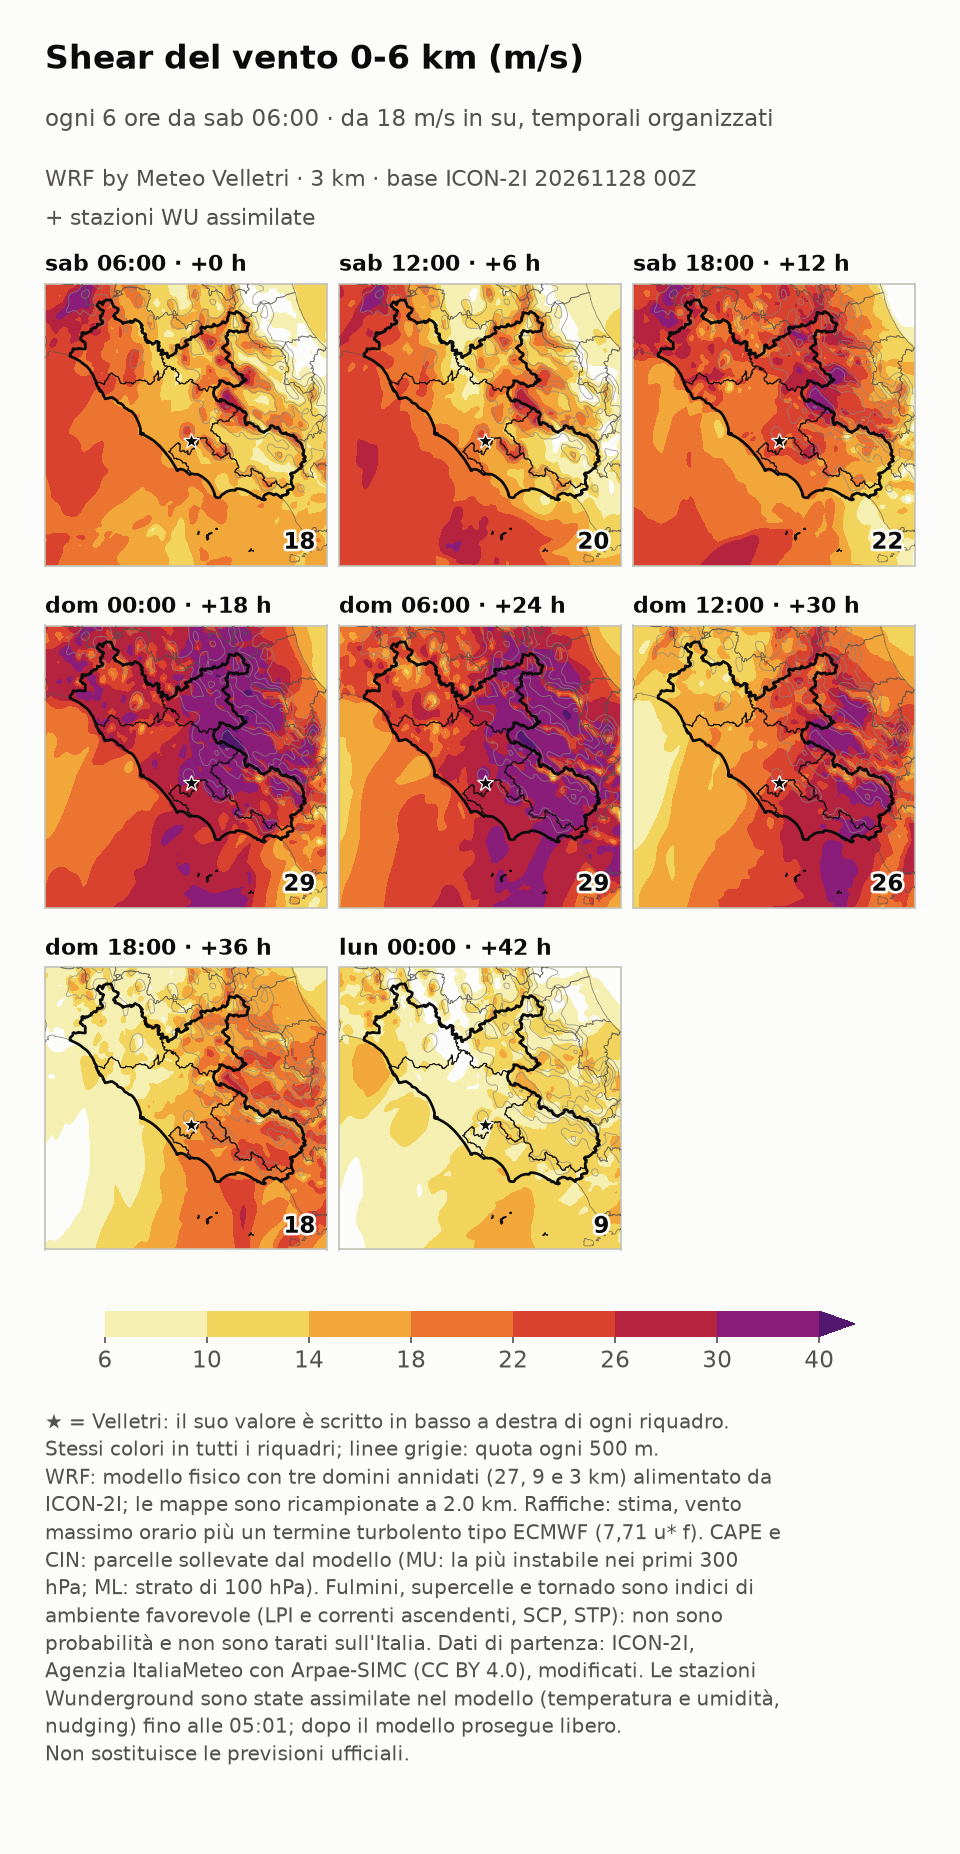 Shear del vento 0-6 km (m/s)
ogni 6 ore da sab 06:00 · da 18 m/s in su, temporali organizzati
WRF by Meteo Velletri · 3 km · base ICON-2I 20261128 00Z
+ stazioni WU assimilate
sab 06:00 · +0 h
sab 12:00 · +6 h
sab 18:00 · +12 h
18
20
22
dom 00:00 · +18 h
dom 06:00 · +24 h
dom 12:00 · +30 h
29
29
26
dom 18:00 · +36 h
lun 00:00 · +42 h
18
9
6 10 14 18 22 26 30 40
★ = Velletri: il suo valore è scritto in basso a destra di ogni riquadro.
Stessi colori in tutti i riquadri; linee grigie: quota ogni 500 m.
WRF: modello fisico con tre domini annidati (27, 9 e 3 km) alimentato da
ICON-2I; le mappe sono ricampionate a 2.0 km. Raffiche: stima, vento
massimo orario più un termine turbolento tipo ECMWF (7,71 u* f). CAPE e
CIN: parcelle sollevate dal modello (MU: la più instabile nei primi 300
hPa; ML: strato di 100 hPa). Fulmini, supercelle e tornado sono indici di
ambiente favorevole (LPI e correnti ascendenti, SCP, STP): non sono
probabilità e non sono tarati sull'Italia. Dati di partenza: ICON-2I,
Agenzia ItaliaMeteo con Arpae-SIMC (CC BY 4.0), modificati. Le stazioni
Wunderground sono state assimilate nel modello (temperatura e umidità,
nudging) fino alle 05:01; dopo il modello prosegue libero.
Non sostituisce le previsioni ufficiali.